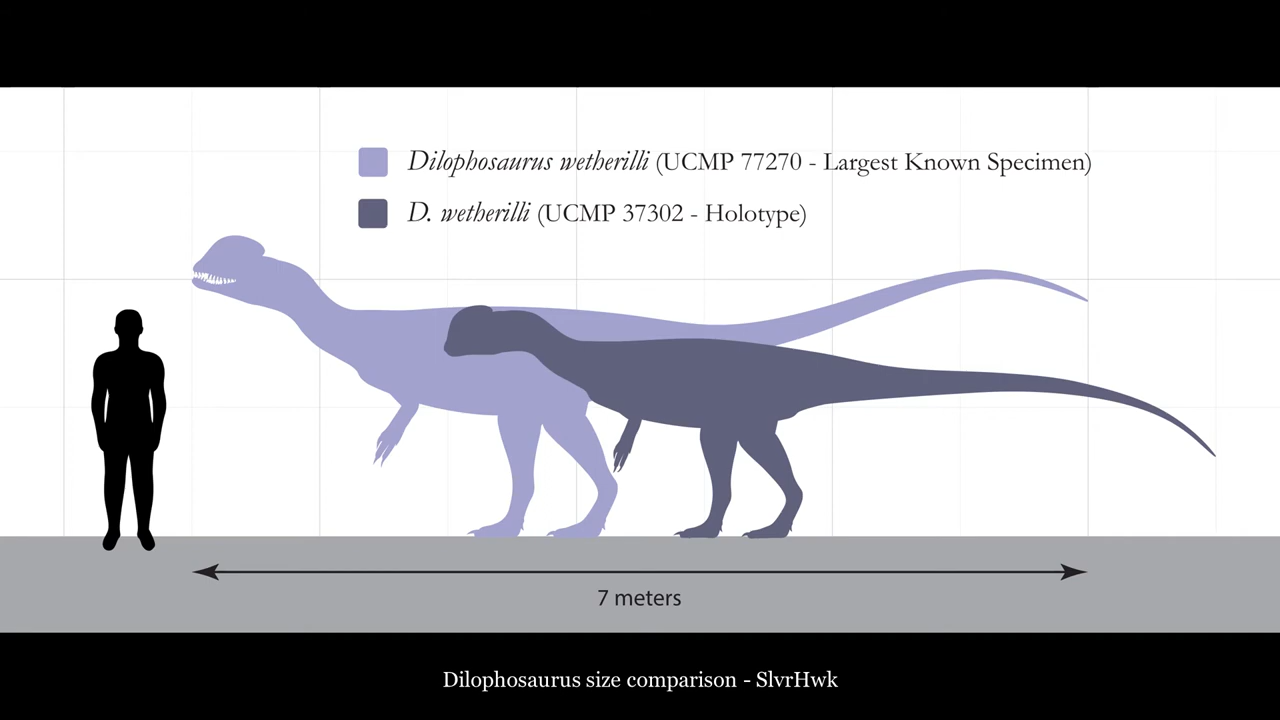 Dilophosaurus wetherilli (UCMP 77270 - Largest Known Specimen)
D. wetherilli (UCMP 37302 - Holotype)
7 meters
Dilophosaurus size comparison - SlvrHwk